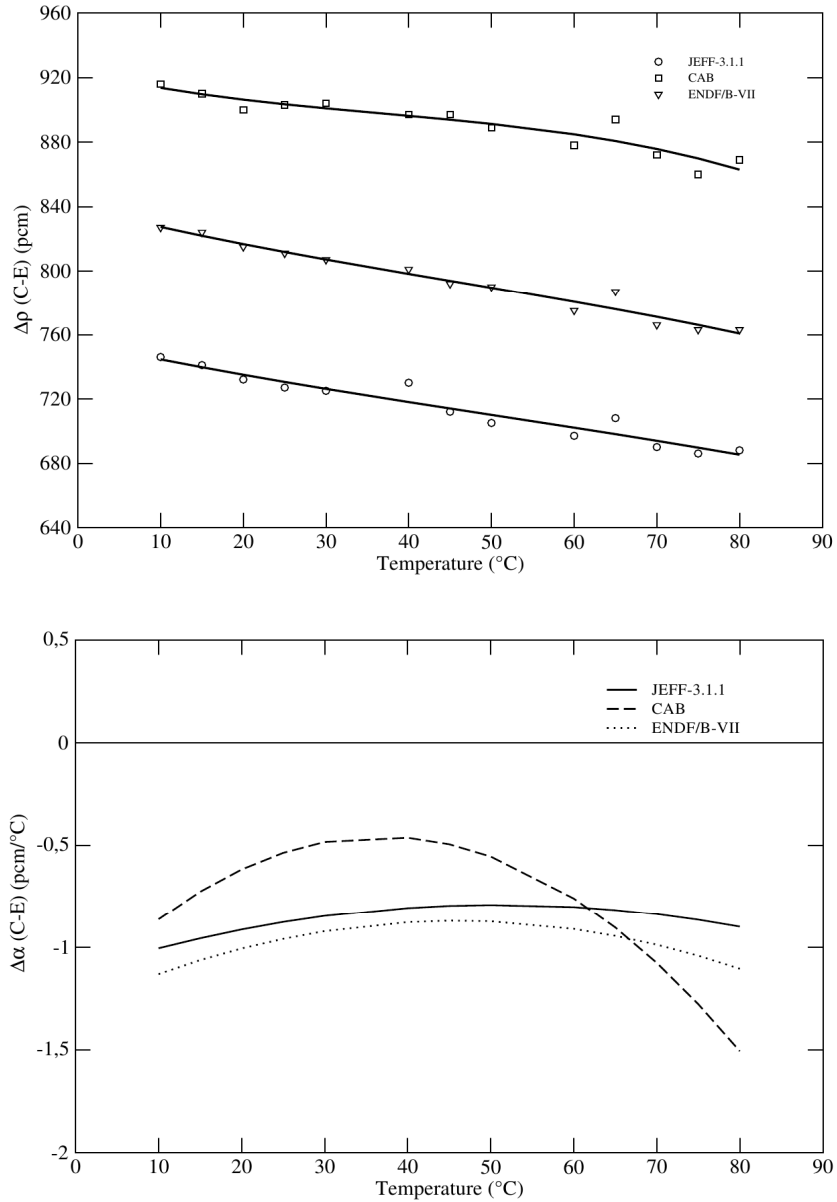 960
920
880
840
800
760
720
680
640
Δρ (C-E) (pcm)
JEFF-3.1.1
CAB
ENDF/B-VII
0 10 20 30 40 50 60 70 80 90
Temperature (°C)
0,5
0
-0,5
-1
-1,5
-2
Δα (C-E) (pcm/°C)
JEFF-3.1.1
CAB
ENDF/B-VII
0 10 20 30 40 50 60 70 80 90
Temperature (°C)